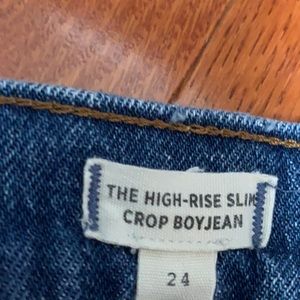 THE HIGH-RISE SLIM
CROP BOYJEAN
24